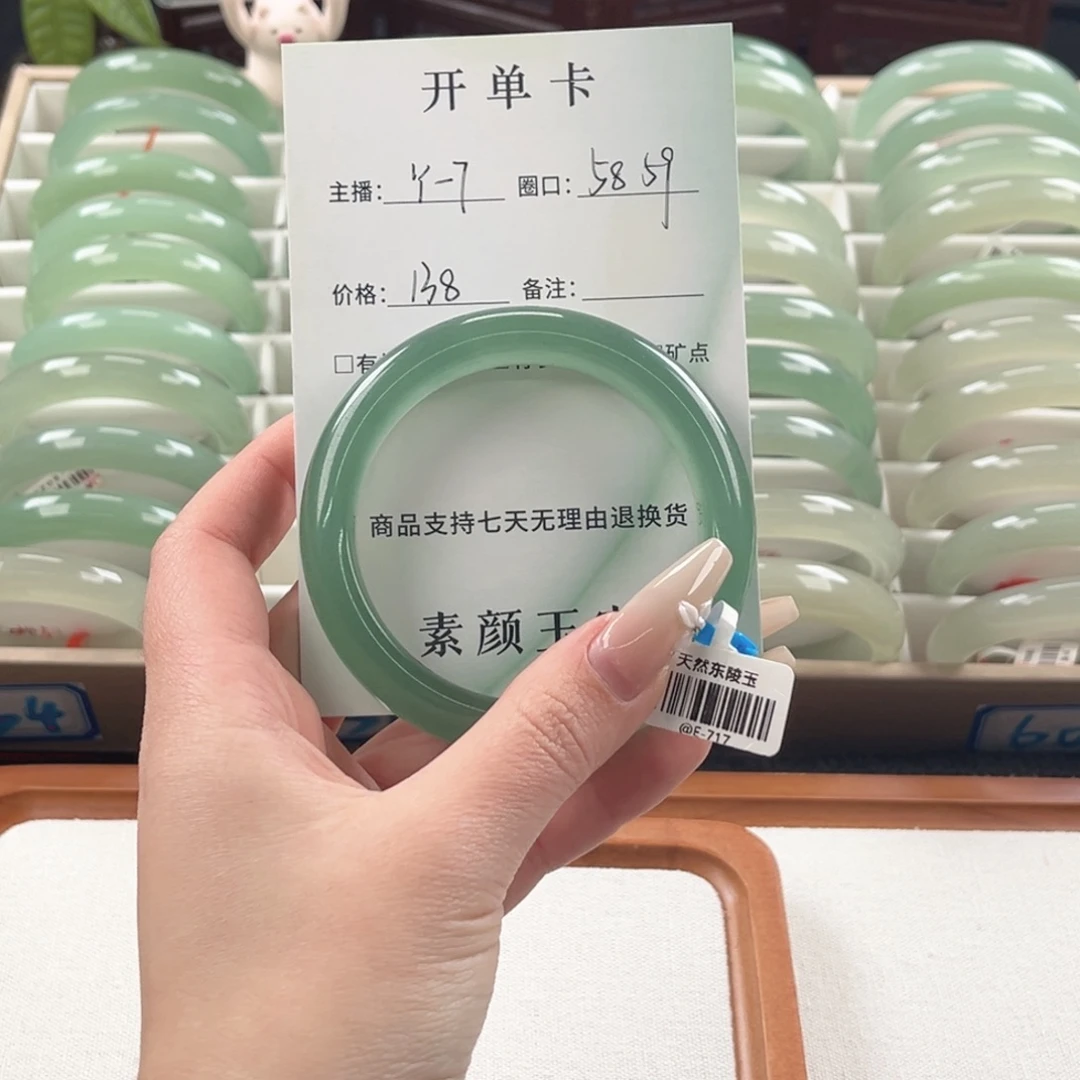 开单卡
主播: Y-7 圈口: 58 59
价格: 138 备注:
□有
矿点
商品支持七天无理由退换货
素颜玉
天然东陵玉
@F-717
60